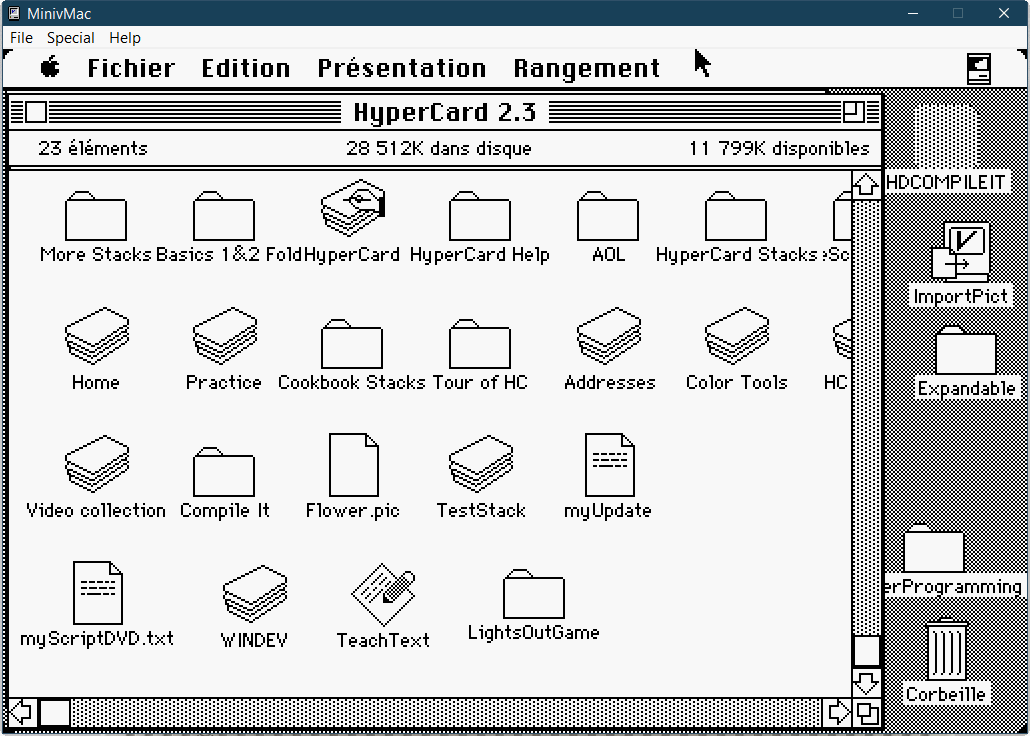 MinivMac
File Special Help
Fichier Edition Présentation Rangement
HyperCard 2.3
23 éléments 28 512K dans disque 11 799K disponibles
HDCOMPILEIT
More Stacks Basics 1&2 Fold HyperCard HyperCard Help AOL HyperCard Stacks eSc
ImportPict
Home Practice Cookbook Stacks Tour of HC Addresses Color Tools HC
Expandable
Video collection Compile It Flower.pic TestStack myUpdate
erProgramming
myScriptDVD.txt WINDEV TeachText LightsOutGame
Corbeille